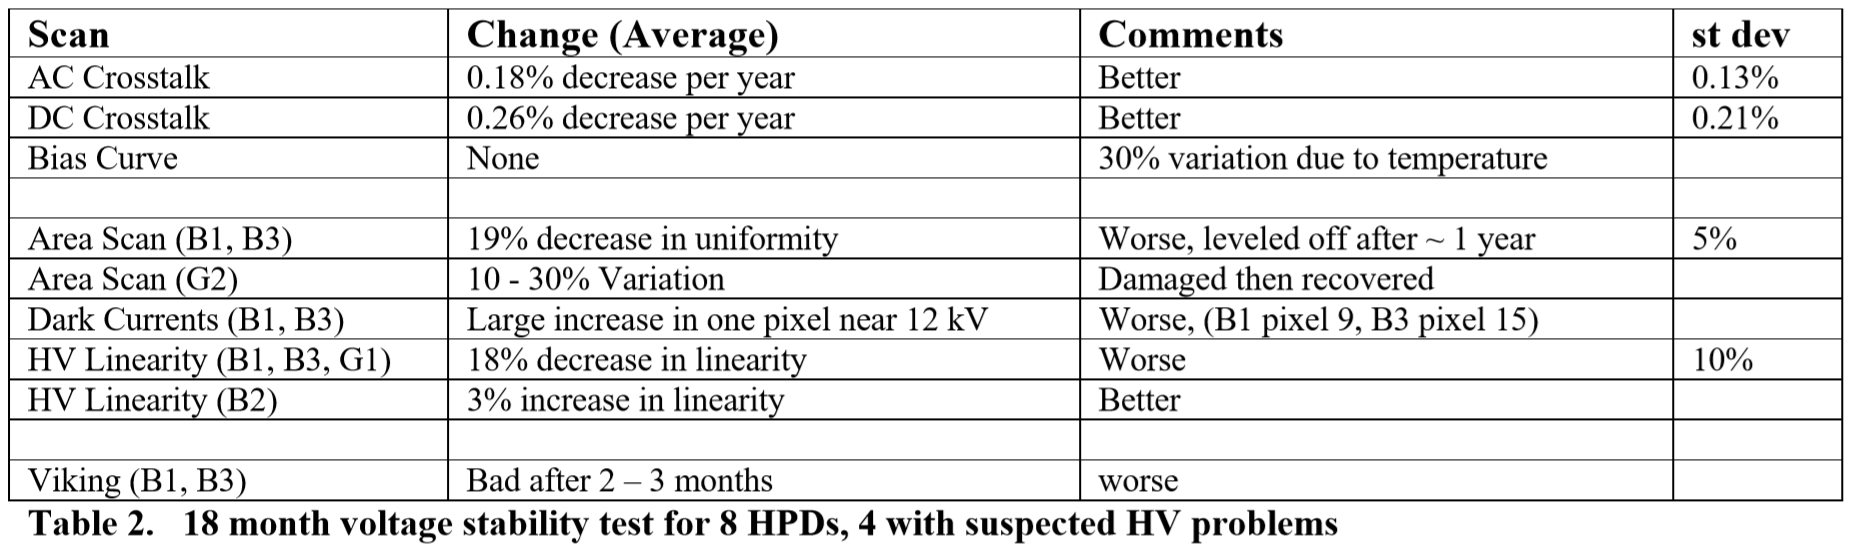 Scan Change (Average) Comments st dev
AC Crosstalk 0.18% decrease per year Better 0.13%
DC Crosstalk 0.26% decrease per year Better 0.21%
Bias Curve None 30% variation due to temperature
Area Scan (B1, B3) 19% decrease in uniformity Worse, leveled off after ~ 1 year 5%
Area Scan (G2) 10 - 30% Variation Damaged then recovered
Dark Currents (B1, B3) Large increase in one pixel near 12 kV Worse, (B1 pixel 9, B3 pixel 15)
HV Linearity (B1, B3, G1) 18% decrease in linearity Worse 10%
HV Linearity (B2) 3% increase in linearity Better
Viking (B1, B3) Bad after 2 – 3 months worse
Table 2. 18 month voltage stability test for 8 HPDs, 4 with suspected HV problems